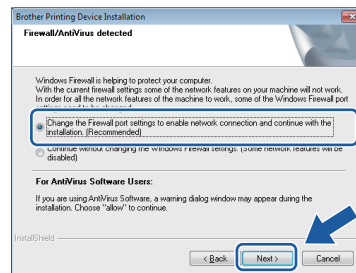 Brother Printing Device Installation
Firewall/AntiVirus detected
Windows Firewall is helping to protect your computer.
With the current firewall settings some of the network features on your machine will not work.
In order for all the network features of the machine to work, some of the Windows Firewall port
settings need to be changed.
Change the Firewall port settings to enable network connection and continue with the
installation. (Recommended)
Continue without changing the Windows Firewall settings. (Some network features will be
disabled)
For AntiVirus Software Users:
If you are using AntiVirus Software, a warning dialog window may appear during the
installation. Choose "allow" to continue.
InstallShield
< Back Next > Cancel